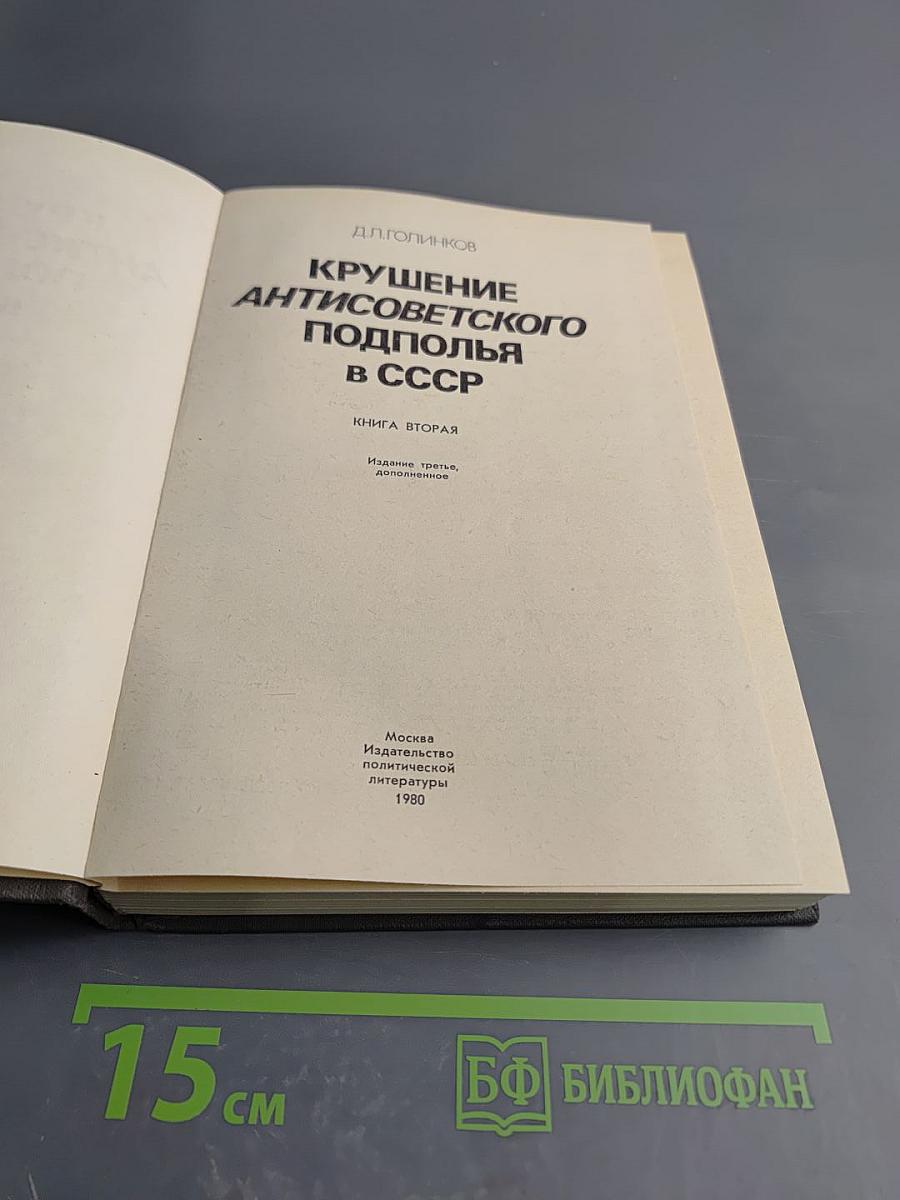 Д.Л.ГОЛИНКОВ
КРУШЕНИЕ
АНТИСОВЕТСКОГО
ПОДПОЛЬЯ
в СССР
КНИГА ВТОРАЯ
Издание третье,
дополненное
Москва
Издательство
политической
литературы
1980
15 см
БФ БИБЛИОФАН